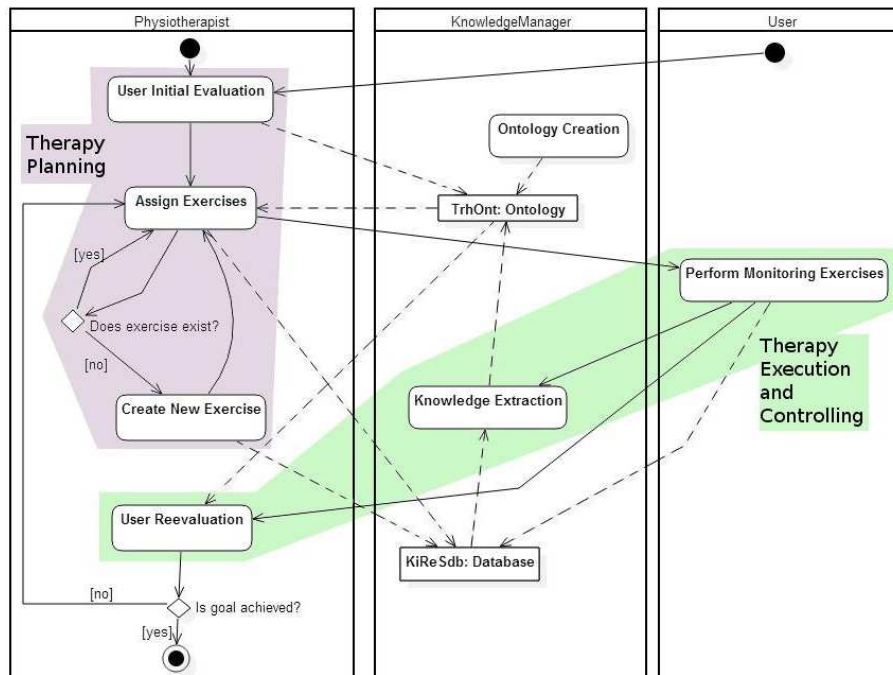 Physiotherapist
KnowledgeManager
User
User Initial Evaluation
Ontology Creation
Therapy
Planning
Assign Exercises
TrhOnt: Ontology
[yes]
Perform Monitoring Exercises
Does exercise exist?
[no]
Therapy
Execution
and
Controlling
Create New Exercise
Knowledge Extraction
User Reevaluation
KiReSdb: Database
[no]
Is goal achieved?
[yes]